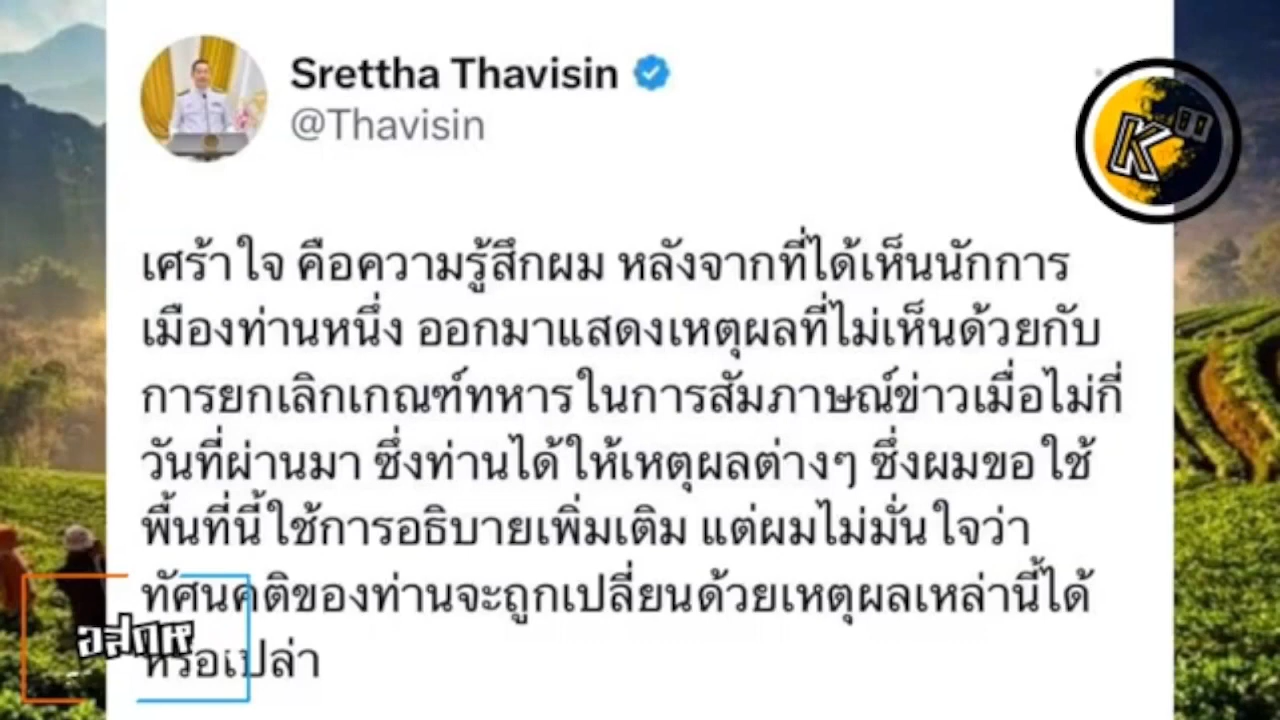 Srettha Thavisin
@Thavisin
K
เศร้าใจ คือความรู้สึกผม หลังจากที่ได้เห็นนักการ
เมืองท่านหนึ่ง ออกมาแสดงเหตุผลที่ไม่เห็นด้วยกับ
การยกเลิกเกณฑ์ทหารในการสัมภาษณ์ข่าวเมื่อไม่กี่
วันที่ผ่านมา ซึ่งท่านได้ให้เหตุผลต่างๆ ซึ่งผมขอใช้
พื้นที่นี้ใช้การอธิบายเพิ่มเติม แต่ผมไม่มั่นใจว่า
ทัศนคติของท่านจะถูกเปลี่ยนด้วยเหตุผลเหล่านี้ได้
หรือเปล่า